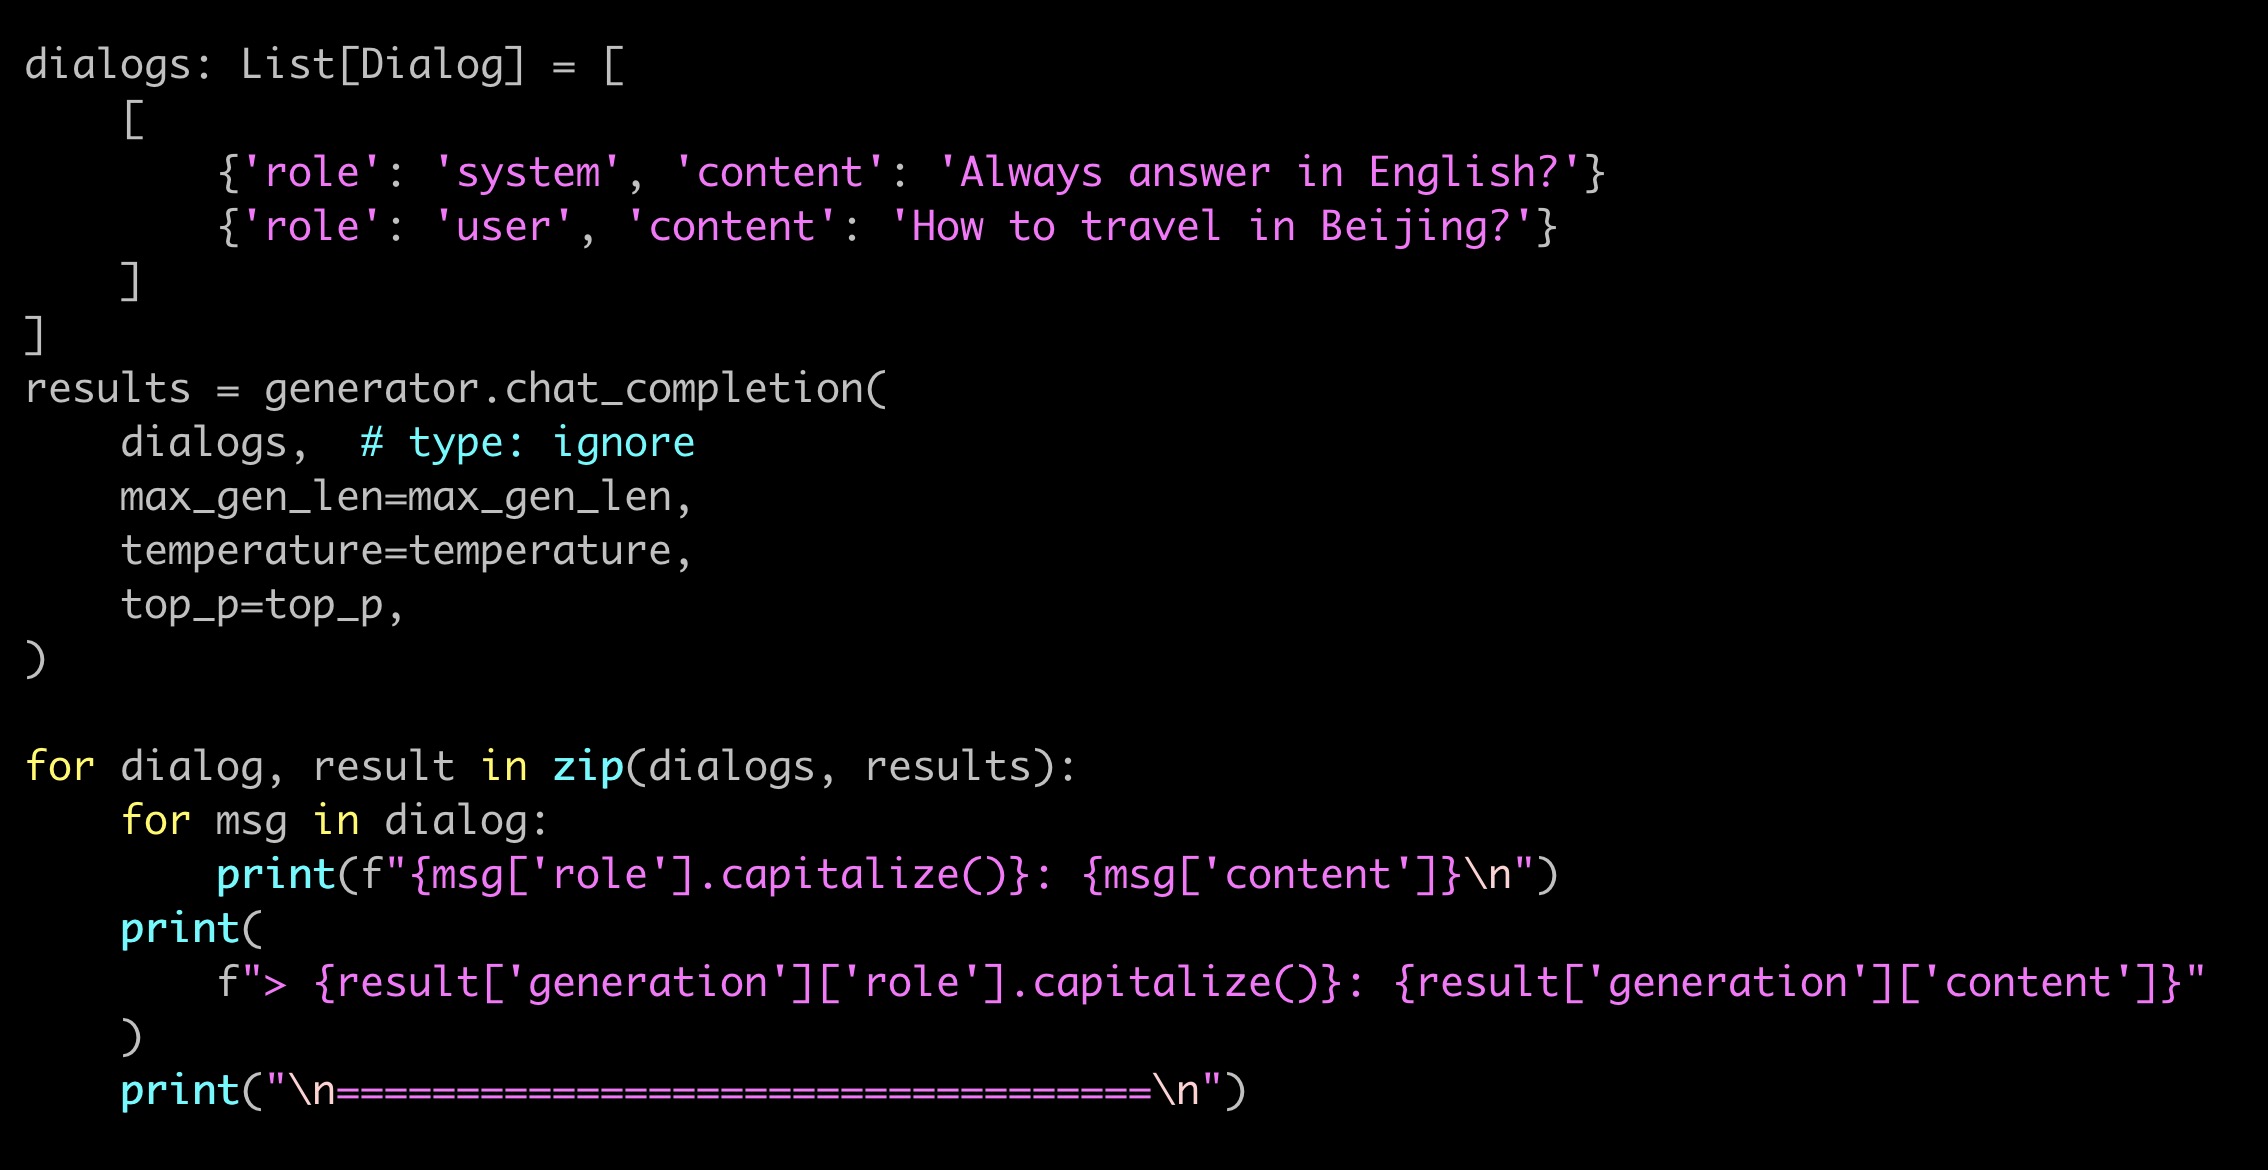 dialogs: List[Dialog] = [
    [
        {'role': 'system', 'content': 'Always answer in English?'}
        {'role': 'user', 'content': 'How to travel in Beijing?'}
    ]
]
results = generator.chat_completion(
    dialogs,  # type: ignore
    max_gen_len=max_gen_len,
    temperature=temperature,
    top_p=top_p,
)

for dialog, result in zip(dialogs, results):
    for msg in dialog:
        print(f"{msg['role'].capitalize()}: {msg['content']}\n")
    print(
        f"> {result['generation']['role'].capitalize()}: {result['generation']['content']}"
    )
    print("\n==================================\n")